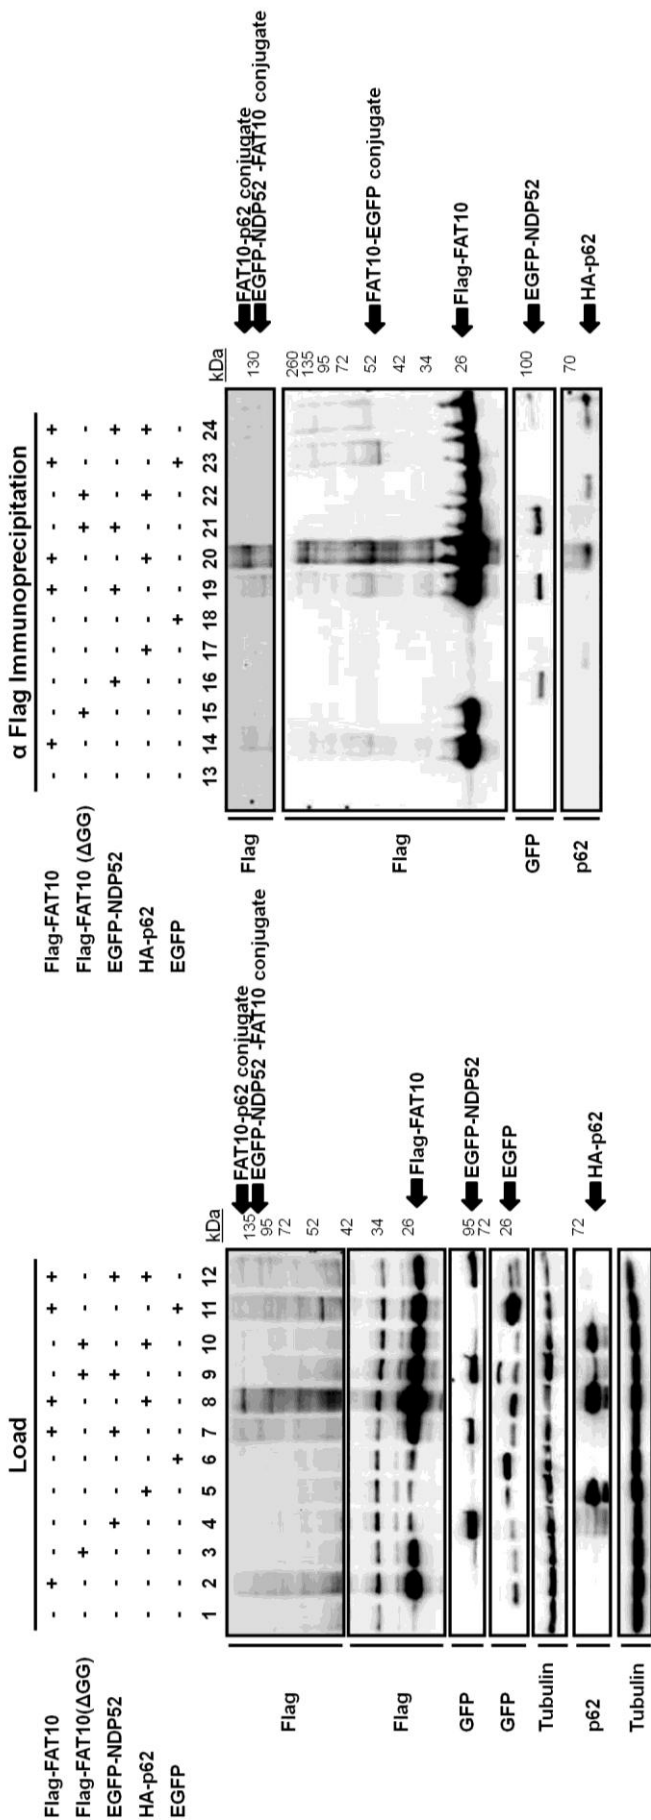 Load
Flag-FAT10 - + - - - - + + - - + +
Flag-FAT10(ΔGG) - - + - - - - - + + - -
EGFP-NDP52 - - - + - - + - + - - +
HA-p62 - - - - + - - + - + - +
EGFP - - - - - + - - - - + -
1 2 3 4 5 6 7 8 9 10 11 12
kDa
FAT10-p62 conjugate
EGFP-NDP52 -FAT10 conjugate
Flag
135
95
72
52
42
Flag
34
26
Flag-FAT10
GFP
95
72
EGFP-NDP52
GFP
26
EGFP
Tubulin
p62
72
HA-p62
Tubulin
α Flag Immunoprecipitation
Flag-FAT10 - + - - - - + + - - + +
Flag-FAT10 (ΔGG) - - + - - - - - + + - -
EGFP-NDP52 - - - + - - + - + - - +
HA-p62 - - - - + - - + - + - +
EGFP - - - - - + - - - - + -
13 14 15 16 17 18 19 20 21 22 23 24
kDa
FAT10-p62 conjugate
EGFP-NDP52 -FAT10 conjugate
Flag
130
Flag
260
135
95
72
52
42
34
26
FAT10-EGFP conjugate
Flag-FAT10
GFP
100
EGFP-NDP52
p62
70
HA-p62